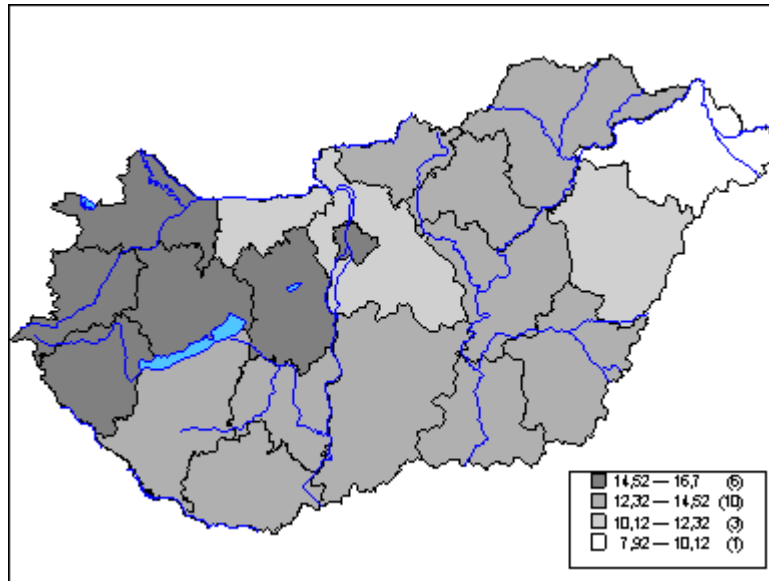 14,52 — 16,7 (6)
12,32 — 14,52 (10)
10,12 — 12,32 (3)
7,92 — 10,12 (1)